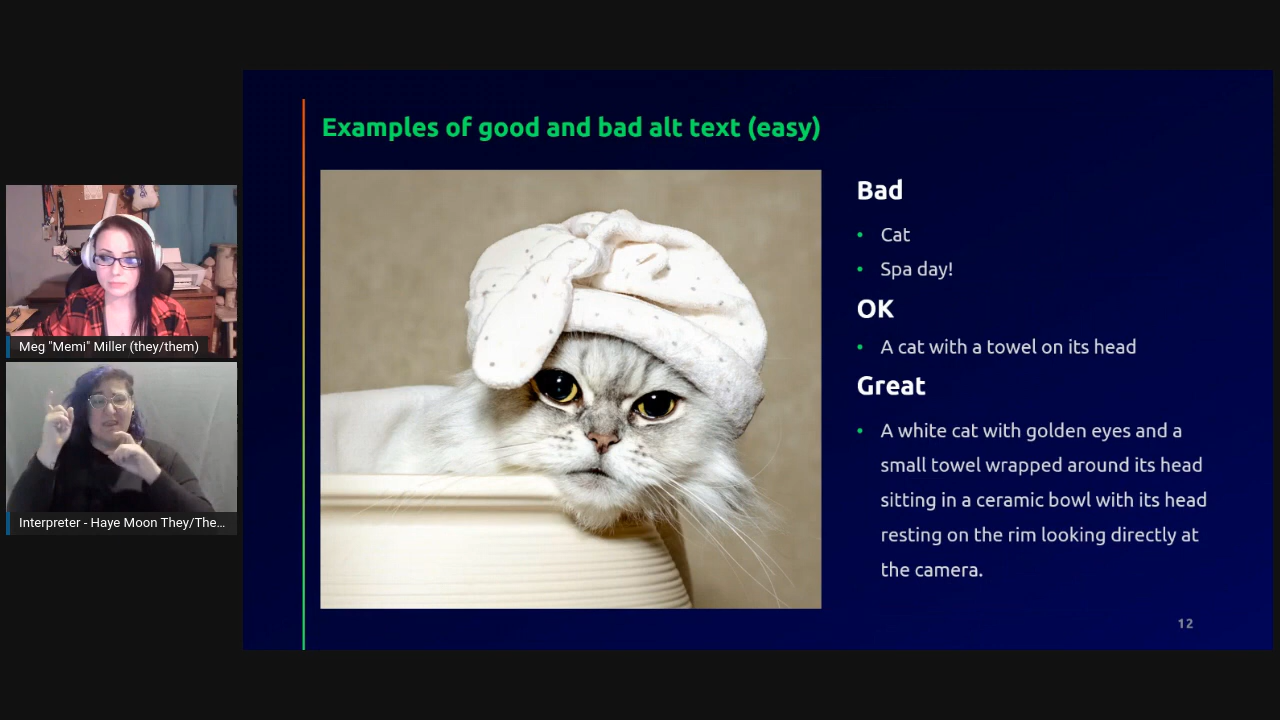 Examples of good and bad alt text (easy)
Bad
• Cat
• Spa day!
OK
• A cat with a towel on its head
Great
• A white cat with golden eyes and a
small towel wrapped around its head
sitting in a ceramic bowl with its head
resting on the rim looking directly at
the camera.
12
Meg "Memi" Miller (they/them)
Interpreter - Haye Moon They/The...